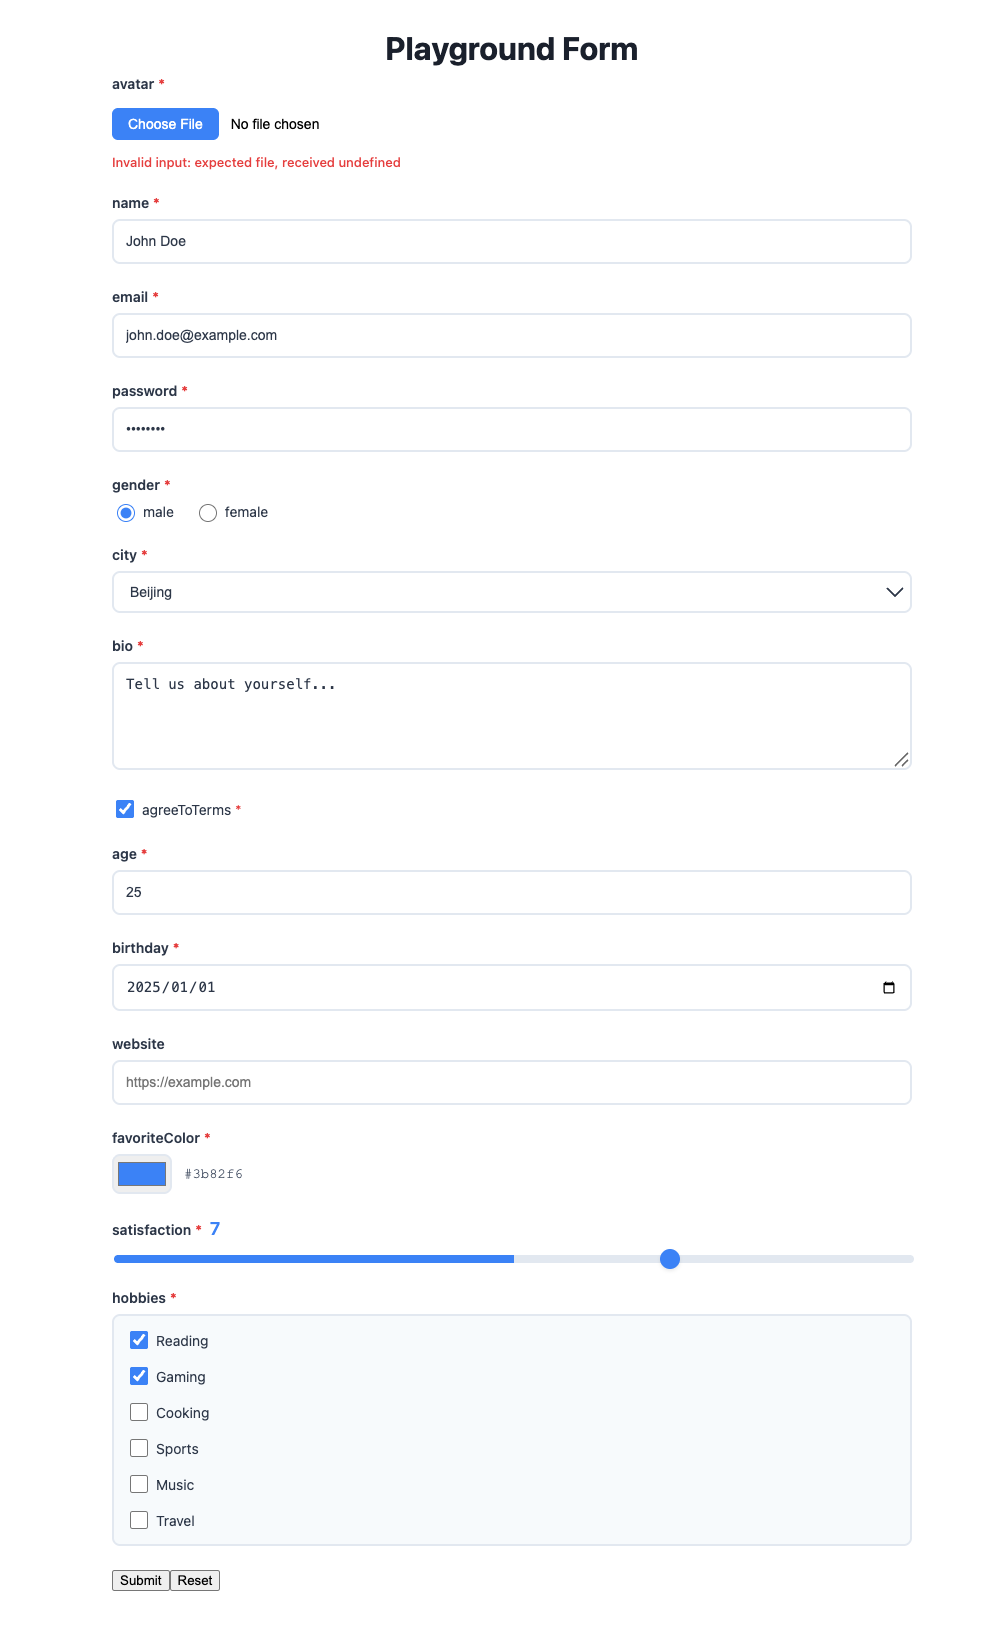 Playground Form
avatar *
Choose File No file chosen
Invalid input: expected file, received undefined
name *
John Doe
email *
john.doe@example.com
password *
••••••••
gender *
male female
city *
Beijing
bio *
Tell us about yourself...
agreeToTerms *
age *
25
birthday *
2025/01/01
website
https://example.com
favoriteColor *
#3b82f6
satisfaction * 7
hobbies *
Reading
Gaming
Cooking
Sports
Music
Travel
Submit Reset